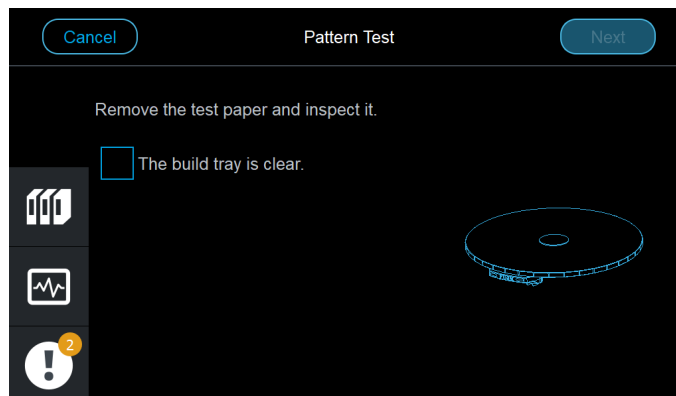 Cancel
Pattern Test
Next
Remove the test paper and inspect it.
The build tray is clear.
2